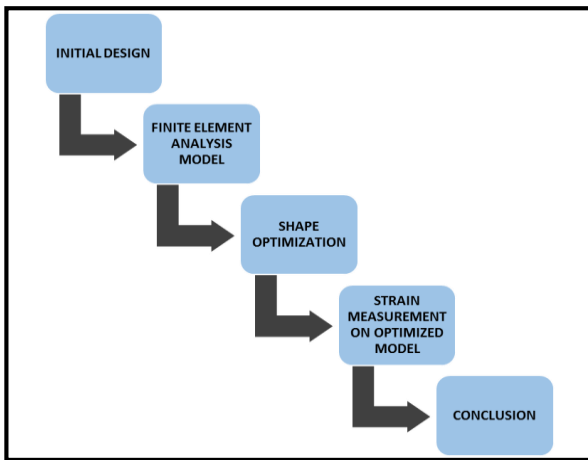 INITIAL DESIGN
FINITE ELEMENT
ANALYSIS
MODEL
SHAPE
OPTIMIZATION
STRAIN
MEASUREMENT
ON OPTIMIZED
MODEL
CONCLUSION